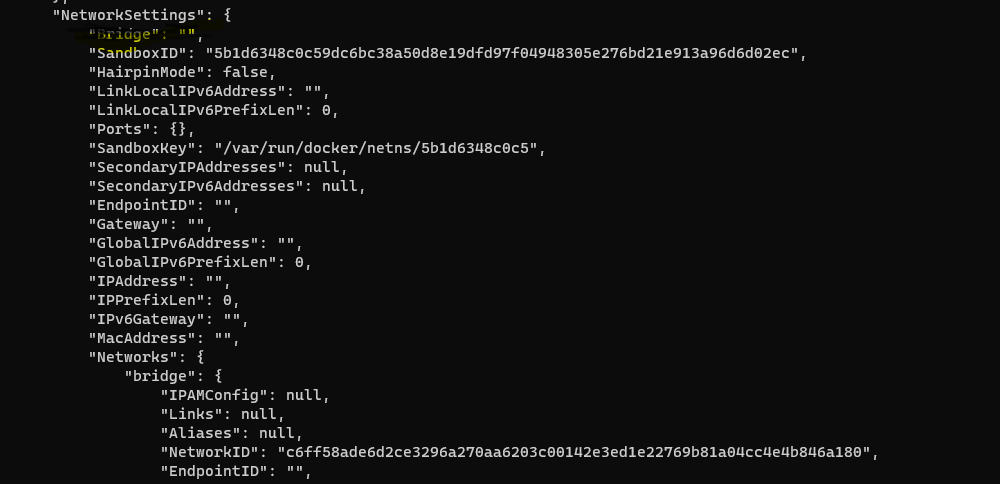 "NetworkSettings": {
"Bridge": "",
"SandboxID": "5b1d6348c0c59dc6bc38a50d8e19dfd97f04948305e276bd21e913a96d6d02ec",
"HairpinMode": false,
"LinkLocalIPv6Address": "",
"LinkLocalIPv6PrefixLen": 0,
"Ports": {},
"SandboxKey": "/var/run/docker/netns/5b1d6348c0c5",
"SecondaryIPAddresses": null,
"SecondaryIPv6Addresses": null,
"EndpointID": "",
"Gateway": "",
"GlobalIPv6Address": "",
"GlobalIPv6PrefixLen": 0,
"IPAddress": "",
"IPPrefixLen": 0,
"IPv6Gateway": "",
"MacAddress": "",
"Networks": {
"bridge": {
"IPAMConfig": null,
"Links": null,
"Aliases": null,
"NetworkID": "c6ff58ade6d2ce3296a270aa6203c00142e3ed1e22769b81a04cc4e4b846a180",
"EndpointID": "",